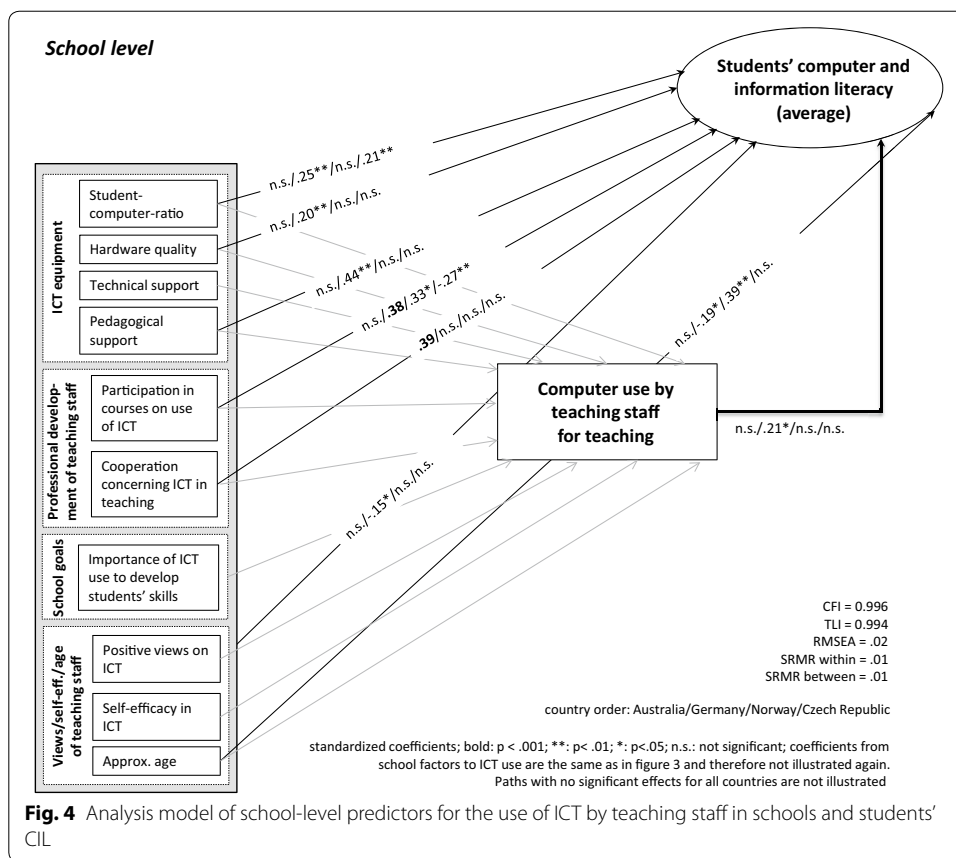 School level
Students' computer and
information literacy
(average)
ICT equipment
Student-
computer-ratio
Hardware quality
Technical support
Pedagogical
support
Professional develop-
ment of teaching staff
Participation in
courses on use
of ICT
Cooperation
concerning ICT in
teaching
School goals
Importance of ICT
use to develop
students' skills
Views/self-eff./age
of teaching staff
Positive views on
ICT
Self-efficacy in
ICT
Approx. age
n.s./.25**/n.s./.21**
n.s./.20**/n.s./n.s.
n.s./.44**/n.s./n.s.
n.s./.38/.33*/-.27**
.39/n.s./n.s./n.s.
n.s./-.19*/.39**/n.s.
n.s./-.15*/n.s./n.s.
Computer use by
teaching staff
for teaching
n.s./.21*/n.s./n.s.
CFI = 0.996
TLI = 0.994
RMSEA = .02
SRMR within = .01
SRMR between = .01
country order: Australia/Germany/Norway/Czech Republic
standardized coefficients; bold: p < .001; **: p< .01; *: p<.05; n.s.: not significant; coefficients from
school factors to ICT use are the same as in figure 3 and therefore not illustrated again.
Paths with no significant effects for all countries are not illustrated
Fig. 4 Analysis model of school-level predictors for the use of ICT by teaching staff in schools and students'
CIL